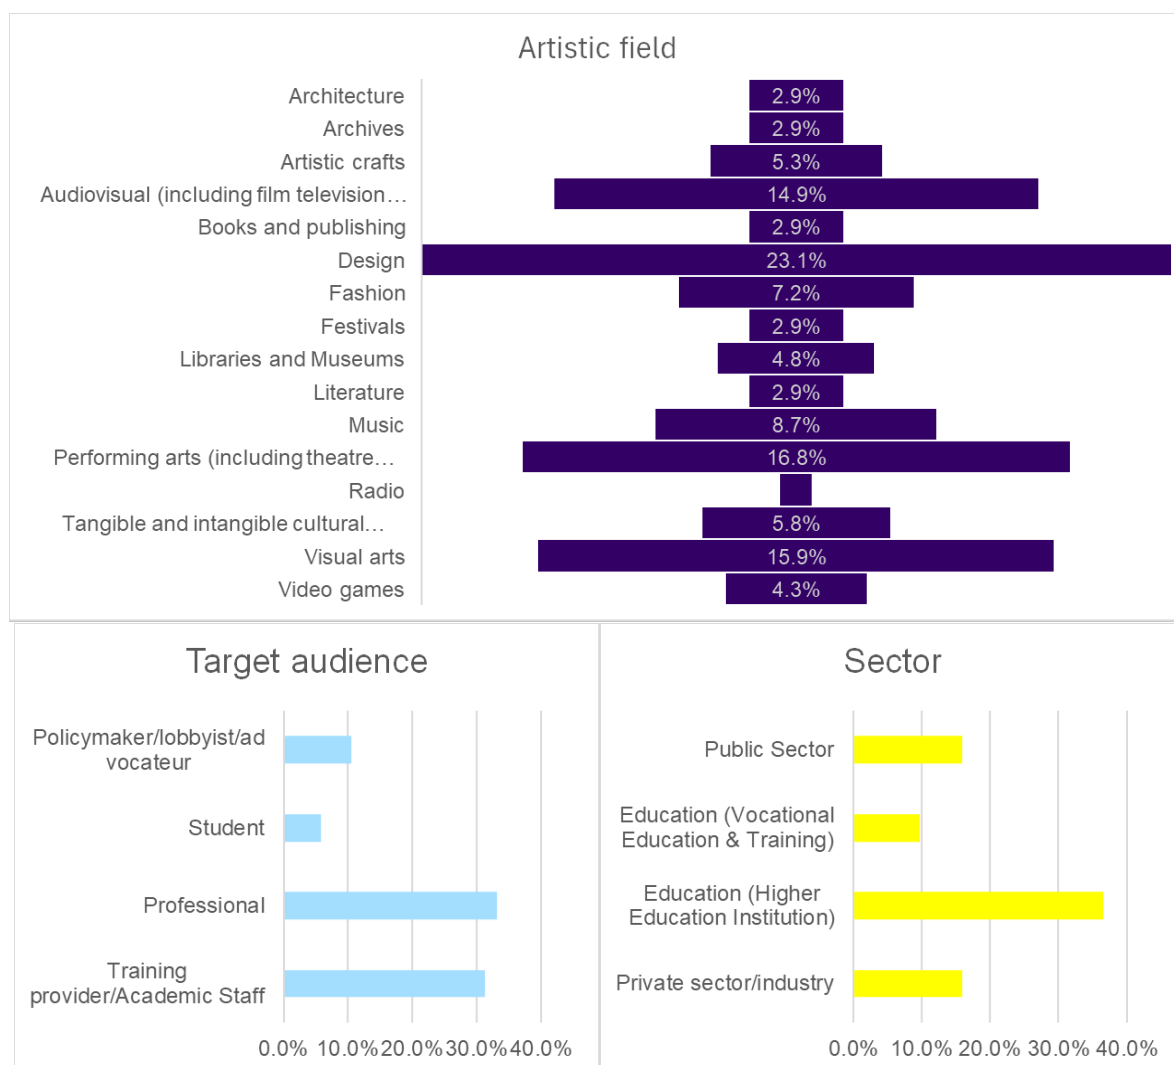 Artistic field
Architecture 2.9%
Archives 2.9%
Artistic crafts 5.3%
Audiovisual (including film television… 14.9%
Books and publishing 2.9%
Design 23.1%
Fashion 7.2%
Festivals 2.9%
Libraries and Museums 4.8%
Literature 2.9%
Music 8.7%
Performing arts (including theatre… 16.8%
Radio
Tangible and intangible cultural… 5.8%
Visual arts 15.9%
Video games 4.3%
Target audience
Policymaker/lobbyist/ad
vocateur
Student
Professional
Training
provider/Academic Staff
0.0% 10.0% 20.0% 30.0% 40.0%
Sector
Public Sector
Education (Vocational
Education & Training)
Education (Higher
Education Institution)
Private sector/industry
0.0% 10.0% 20.0% 30.0% 40.0%